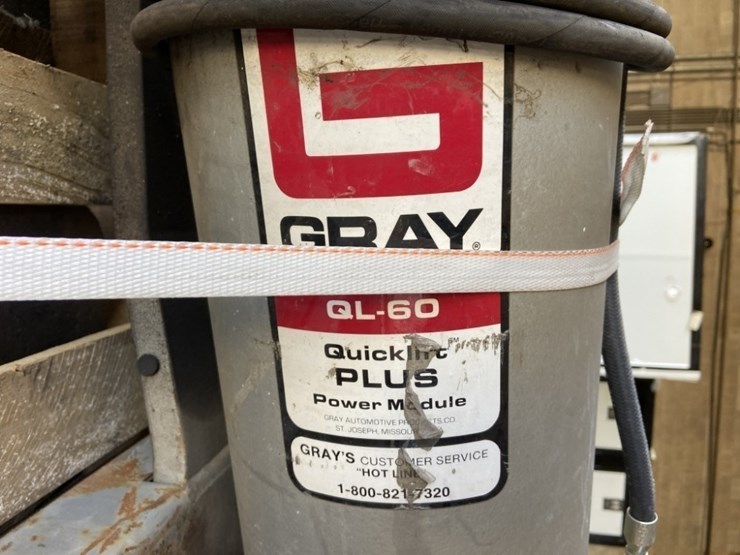 G
GRAY®
QL-60
Quicklift℠
PLUS
Power Module
GRAY AUTOMOTIVE PRODUCTS CO
ST. JOSEPH, MISSOURI
GRAY'S CUSTOMER SERVICE
"HOT LINE"
1-800-821-7320